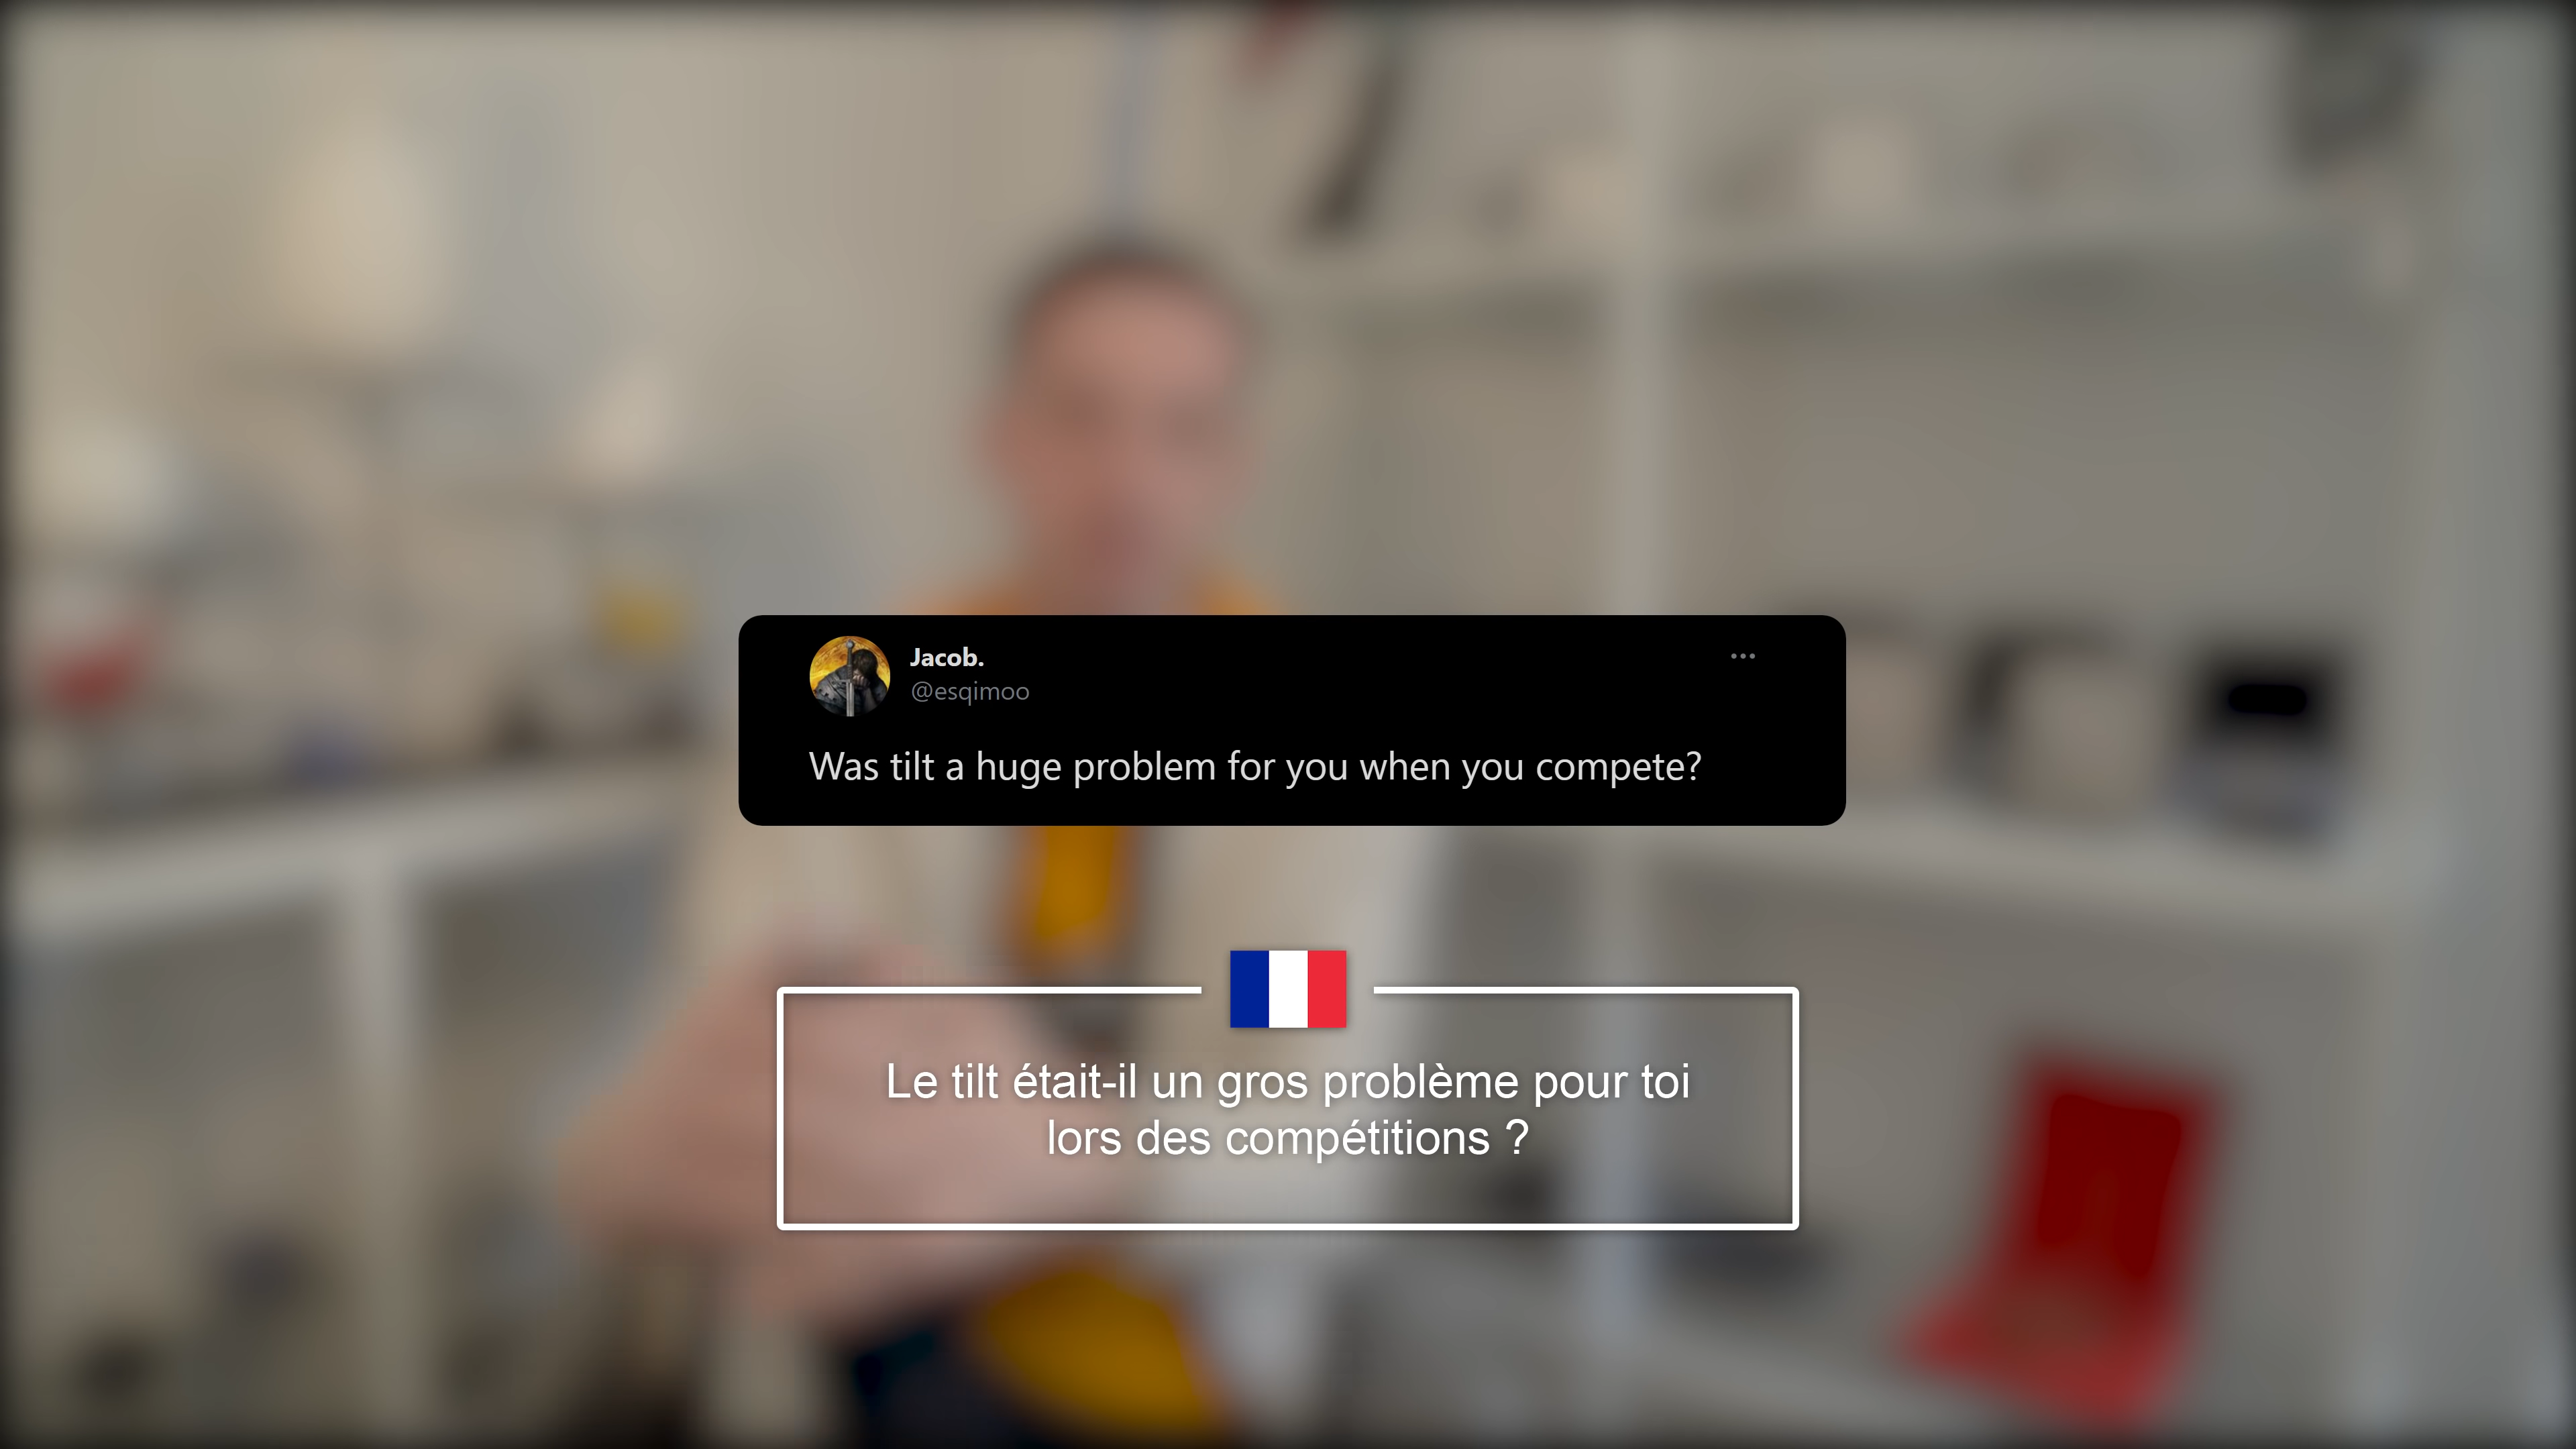 Jacob.
@esqimoo
Was tilt a huge problem for you when you compete?
Le tilt était-il un gros problème pour toi
lors des compétitions ?